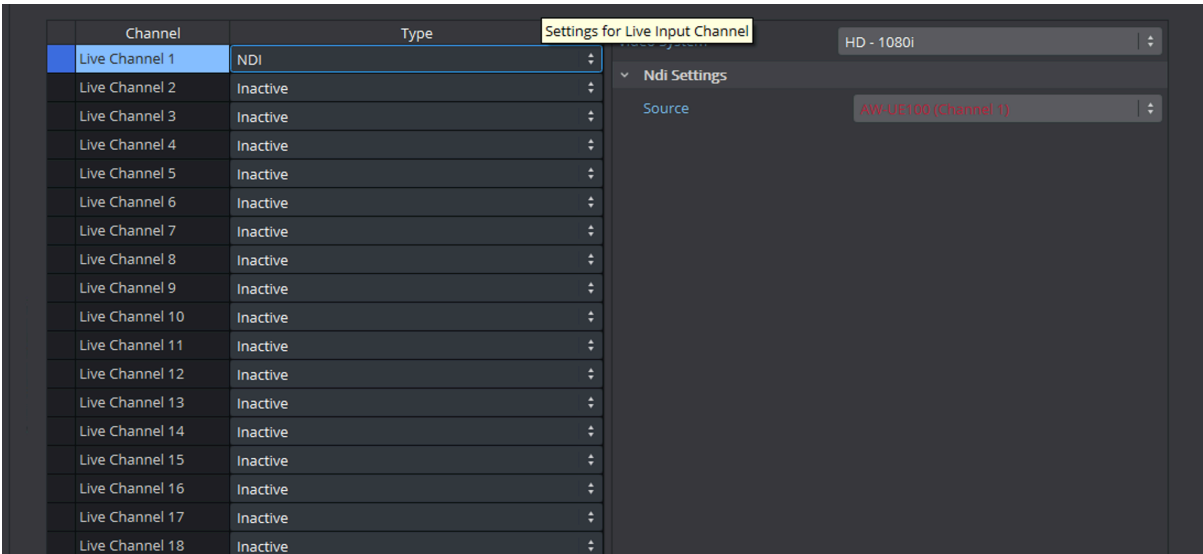 Settings for Live Input Channel
Channel Type
HD - 1080i
Live Channel 1 NDI
Ndi Settings
Live Channel 2 Inactive
Source AW-UE100 (Channel 1)
Live Channel 3 Inactive
Live Channel 4 Inactive
Live Channel 5 Inactive
Live Channel 6 Inactive
Live Channel 7 Inactive
Live Channel 8 Inactive
Live Channel 9 Inactive
Live Channel 10 Inactive
Live Channel 11 Inactive
Live Channel 12 Inactive
Live Channel 13 Inactive
Live Channel 14 Inactive
Live Channel 15 Inactive
Live Channel 16 Inactive
Live Channel 17 Inactive
Live Channel 18 Inactive